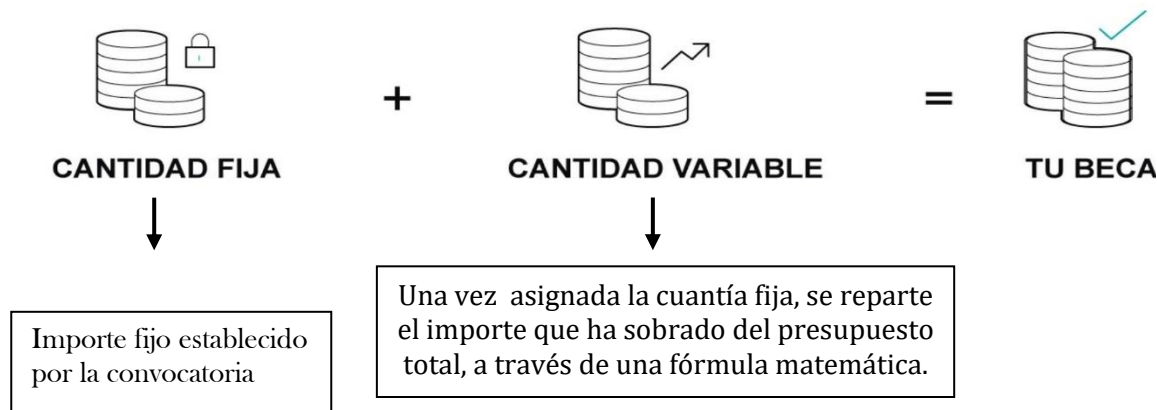 +
=
CANTIDAD FIJA
CANTIDAD VARIABLE
TU BECA
Importe fijo establecido
por la convocatoria
Una vez asignada la cuantía fija, se reparte
el importe que ha sobrado del presupuesto
total, a través de una fórmula matemática.